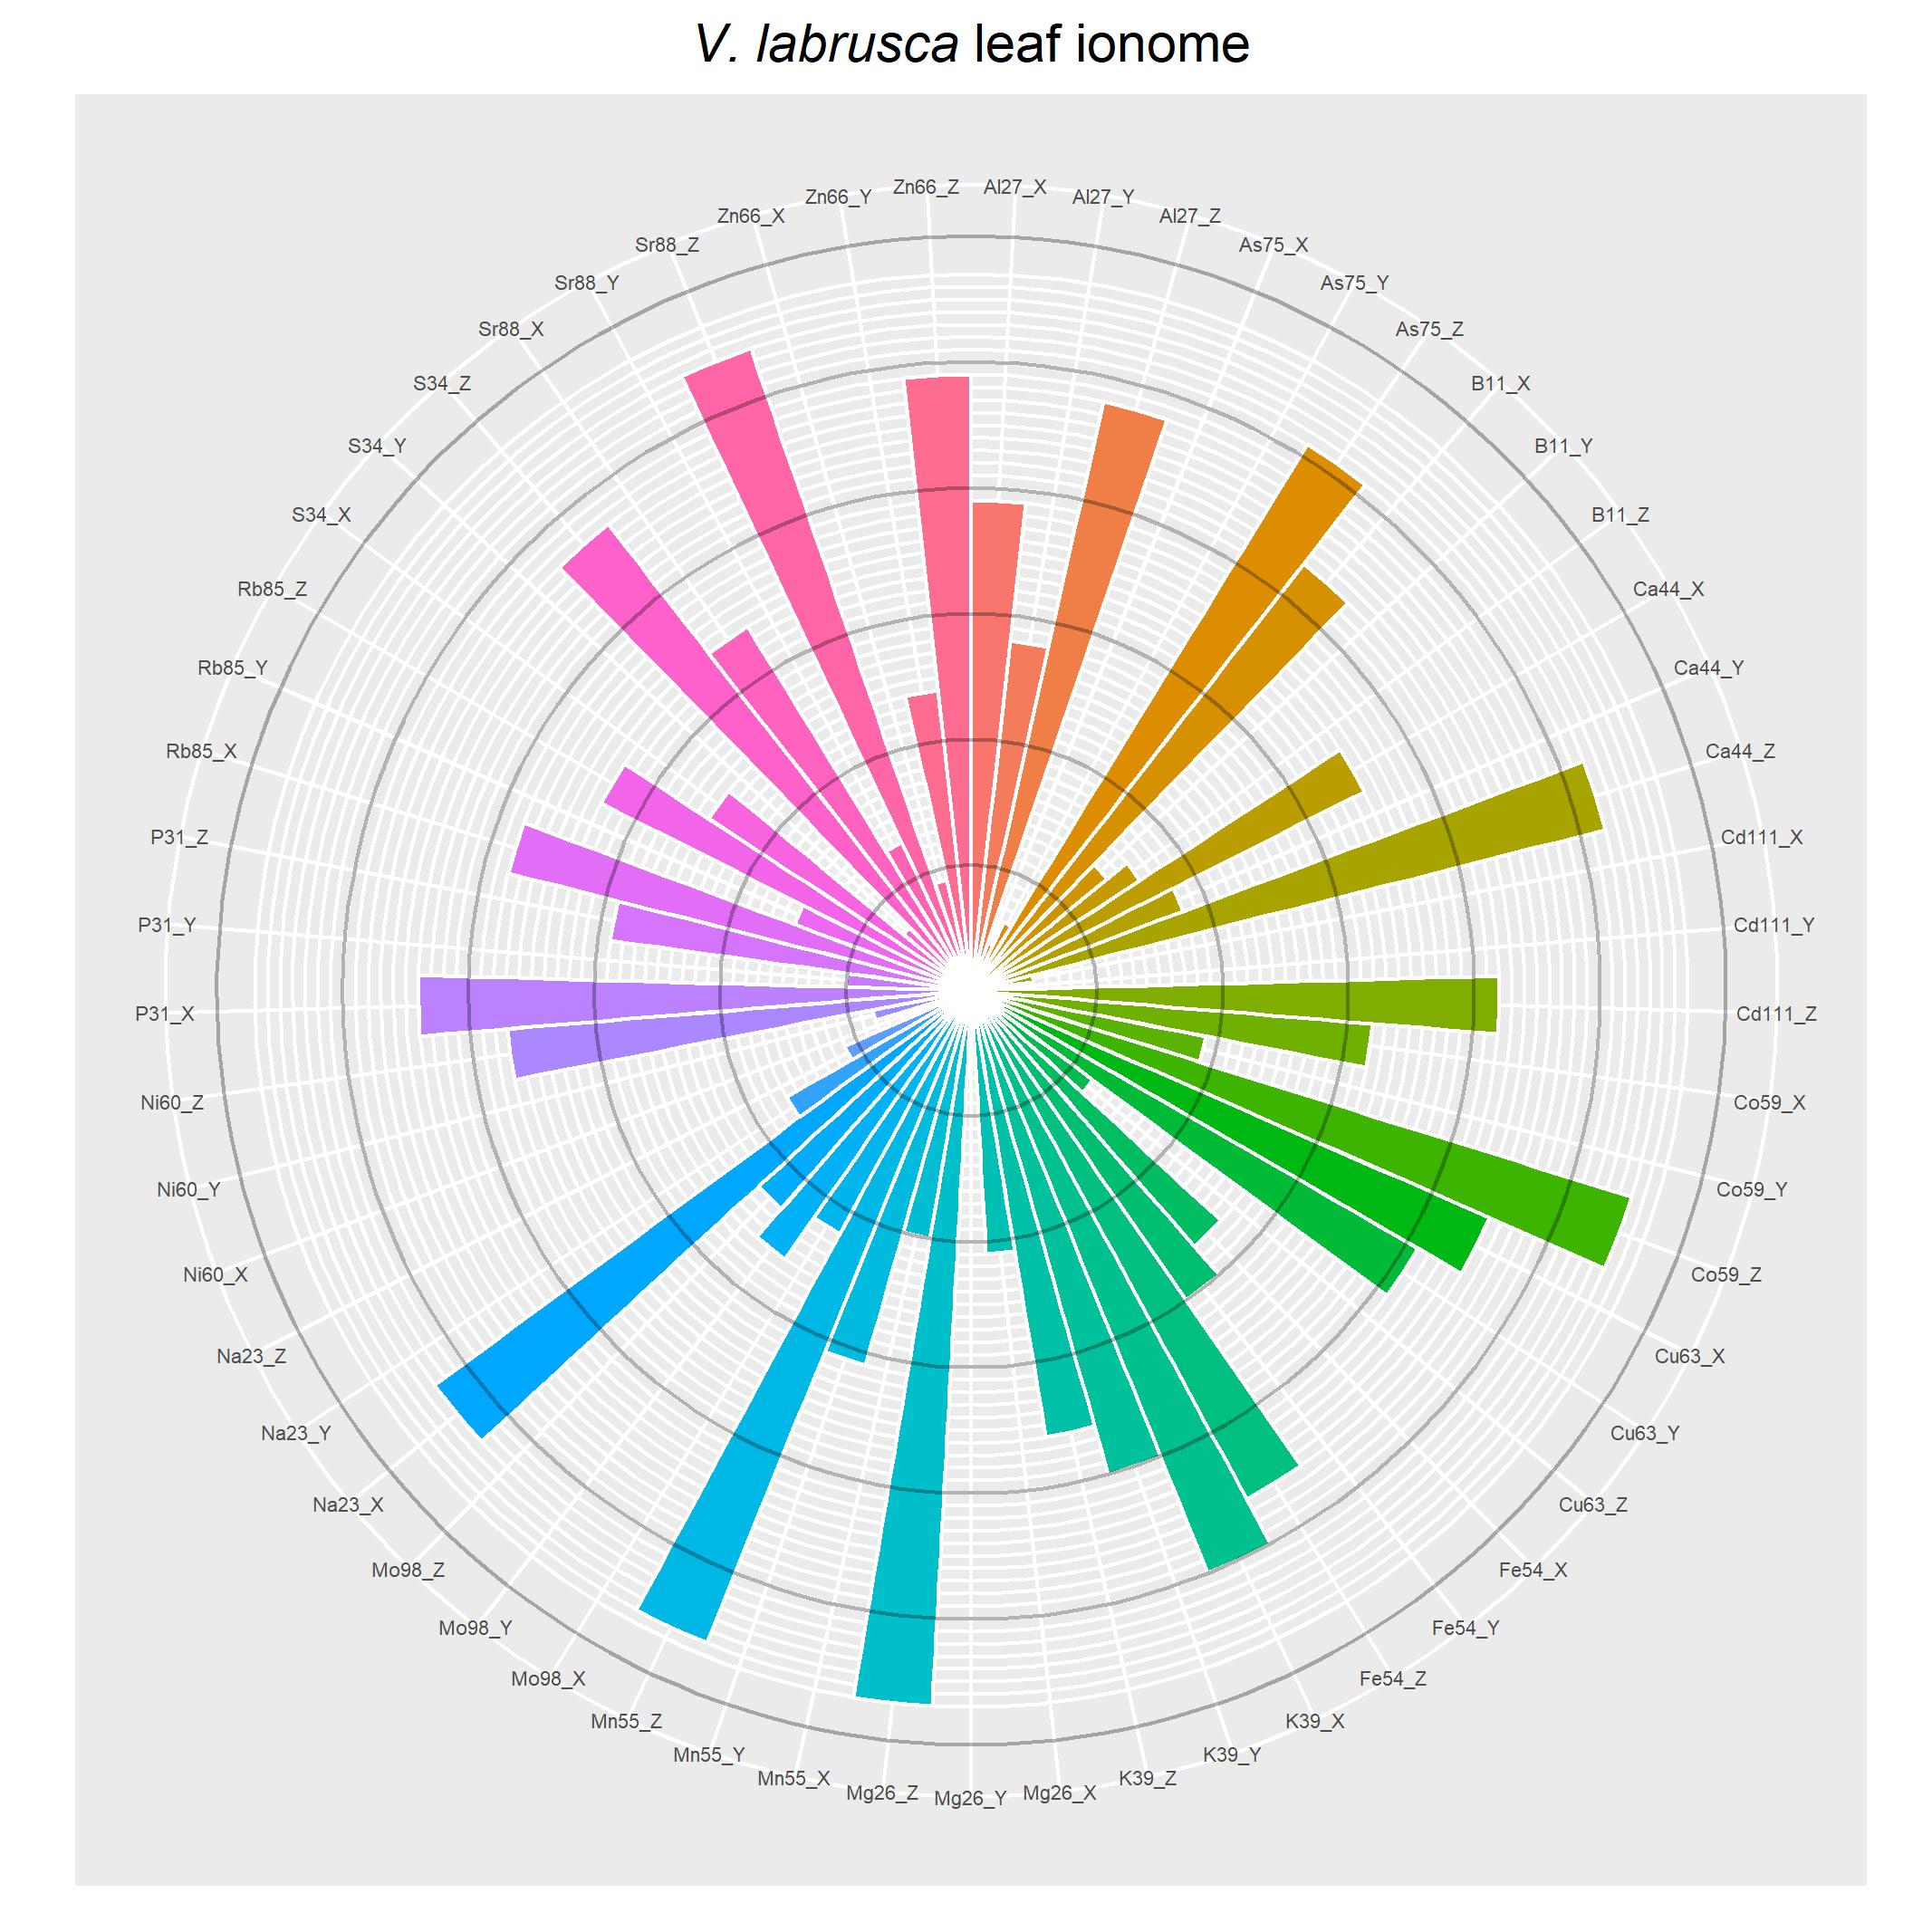 V. labrusca leaf ionome
Al27_X
Al27_Y
Al27_Z
As75_X
As75_Y
As75_Z
B11_X
B11_Y
B11_Z
Ca44_X
Ca44_Y
Ca44_Z
Cd111_X
Cd111_Y
Cd111_Z
Co59_X
Co59_Y
Co59_Z
Cu63_X
Cu63_Y
Cu63_Z
Fe54_X
Fe54_Y
Fe54_Z
K39_X
K39_Y
K39_Z
Mg26_X
Mg26_Y
Mg26_Z
Mn55_X
Mn55_Y
Mn55_Z
Mo98_X
Mo98_Y
Mo98_Z
Na23_X
Na23_Y
Na23_Z
Ni60_X
Ni60_Y
Ni60_Z
P31_X
P31_Y
P31_Z
Rb85_X
Rb85_Y
Rb85_Z
S34_X
S34_Y
S34_Z
Sr88_X
Sr88_Y
Sr88_Z
Zn66_X
Zn66_Y
Zn66_Z